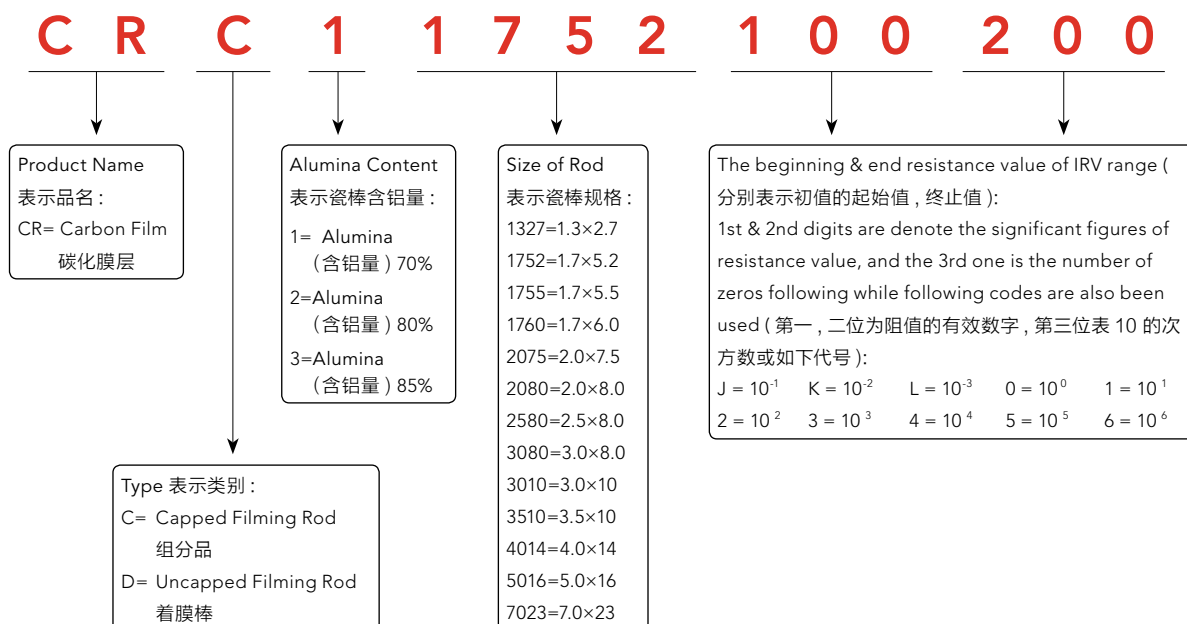 C R C 1 1 7 5 2 1 0 0 2 0 0
Product Name
表示品名 :
CR= Carbon Film
碳化膜层
Type 表示类别 :
C= Capped Filming Rod
组分品
D= Uncapped Filming Rod
着膜棒
Alumina Content
表示瓷棒含铝量 :
1= Alumina
（含铝量 ) 70%
2=Alumina
（含铝量 ) 80%
3=Alumina
（含铝量 ) 85%
Size of Rod
表示瓷棒规格 :
1327=1.3×2.7
1752=1.7×5.2
1755=1.7×5.5
1760=1.7×6.0
2075=2.0×7.5
2080=2.0×8.0
2580=2.5×8.0
3080=3.0×8.0
3010=3.0×10
3510=3.5×10
4014=4.0×14
5016=5.0×16
7023=7.0×23
The beginning & end resistance value of IRV range (
分别表示初值的起始值 , 终止值 ):
1st & 2nd digits are denote the significant figures of
resistance value, and the 3rd one is the number of
zeros following while following codes are also been
used ( 第一 , 二位为阻值的有效数字 , 第三位表 10 的次
方数或如下代号 ):
J = 10⁻¹ K = 10⁻² L = 10⁻³ 0 = 10⁰ 1 = 10¹
2 = 10² 3 = 10³ 4 = 10⁴ 5 = 10⁵ 6 = 10⁶